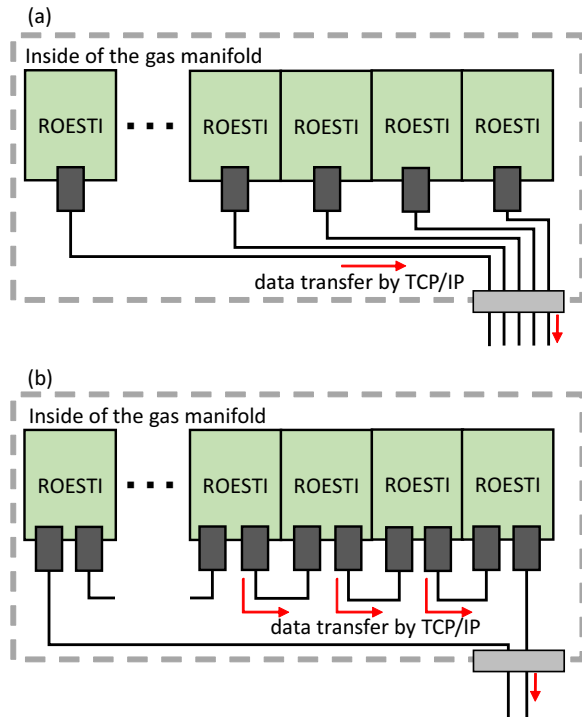 (a)
Inside of the gas manifold
ROESTI ROESTI ROESTI ROESTI ROESTI
data transfer by TCP/IP
(b)
Inside of the gas manifold
ROESTI ROESTI ROESTI ROESTI ROESTI
data transfer by TCP/IP